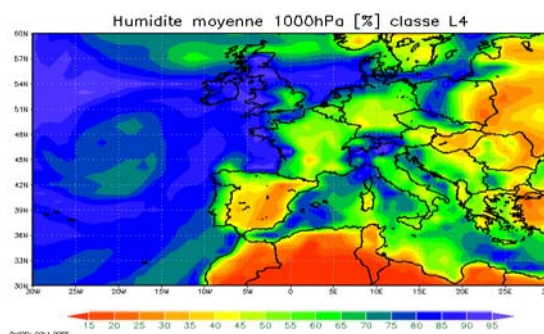 Humidite moyenne 1000hPa [%] classe L4
60N
57N
54N
51N
48N
45N
42N
39N
36N
33N
30N
30W 25W 20W 15W 10W 5W 0 5E 10E 15E 20E 25E
15 20 25 30 35 40 45 50 55 60 65 70 75 80 85 90 95